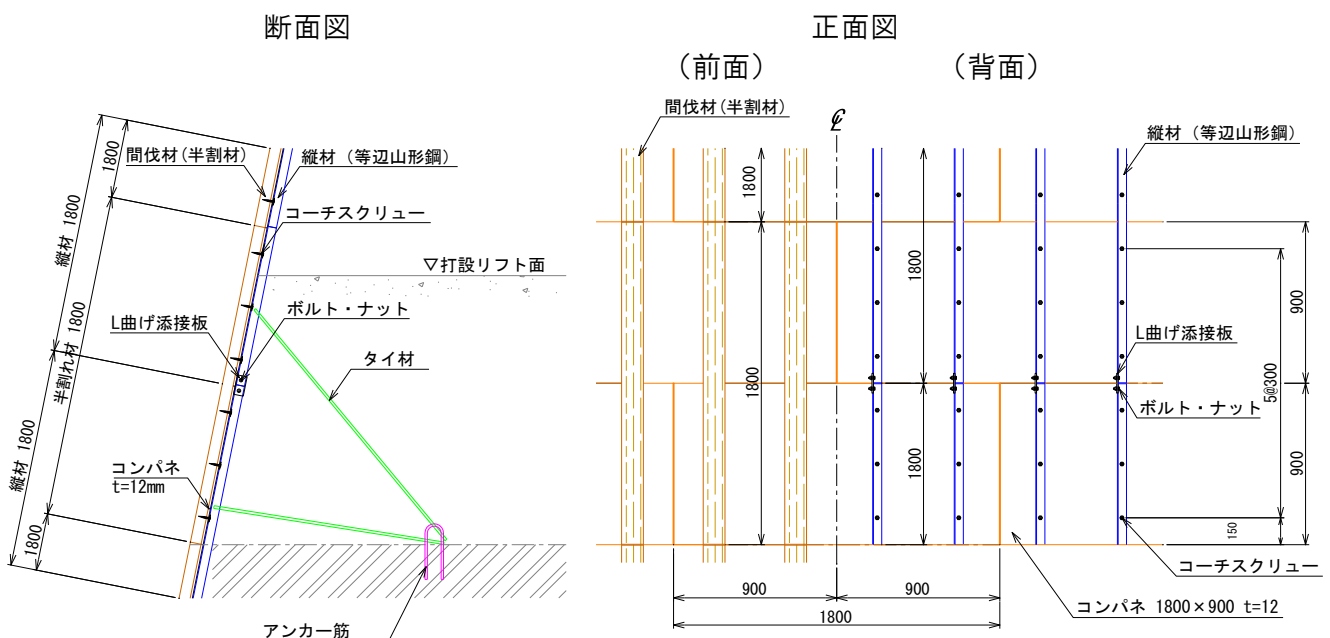 断面図
正面図
(前面)
(背面)
間伐材(半割材)
℄
縦材 (等辺山形鋼)
間伐材(半割材)
縦材 (等辺山形鋼)
コーチスクリュー
▽打設リフト面
L曲げ添接板
ボルト・ナット
タイ材
コンパネ
t=12mm
アンカー筋
縦材 1800
縦材 1800
1800
半割れ材 1800
1800
1800
1800
1800
1800
900
900
5@300
150
L曲げ添接板
ボルト・ナット
コーチスクリュー
コンパネ 1800×900 t=12
900
900
1800